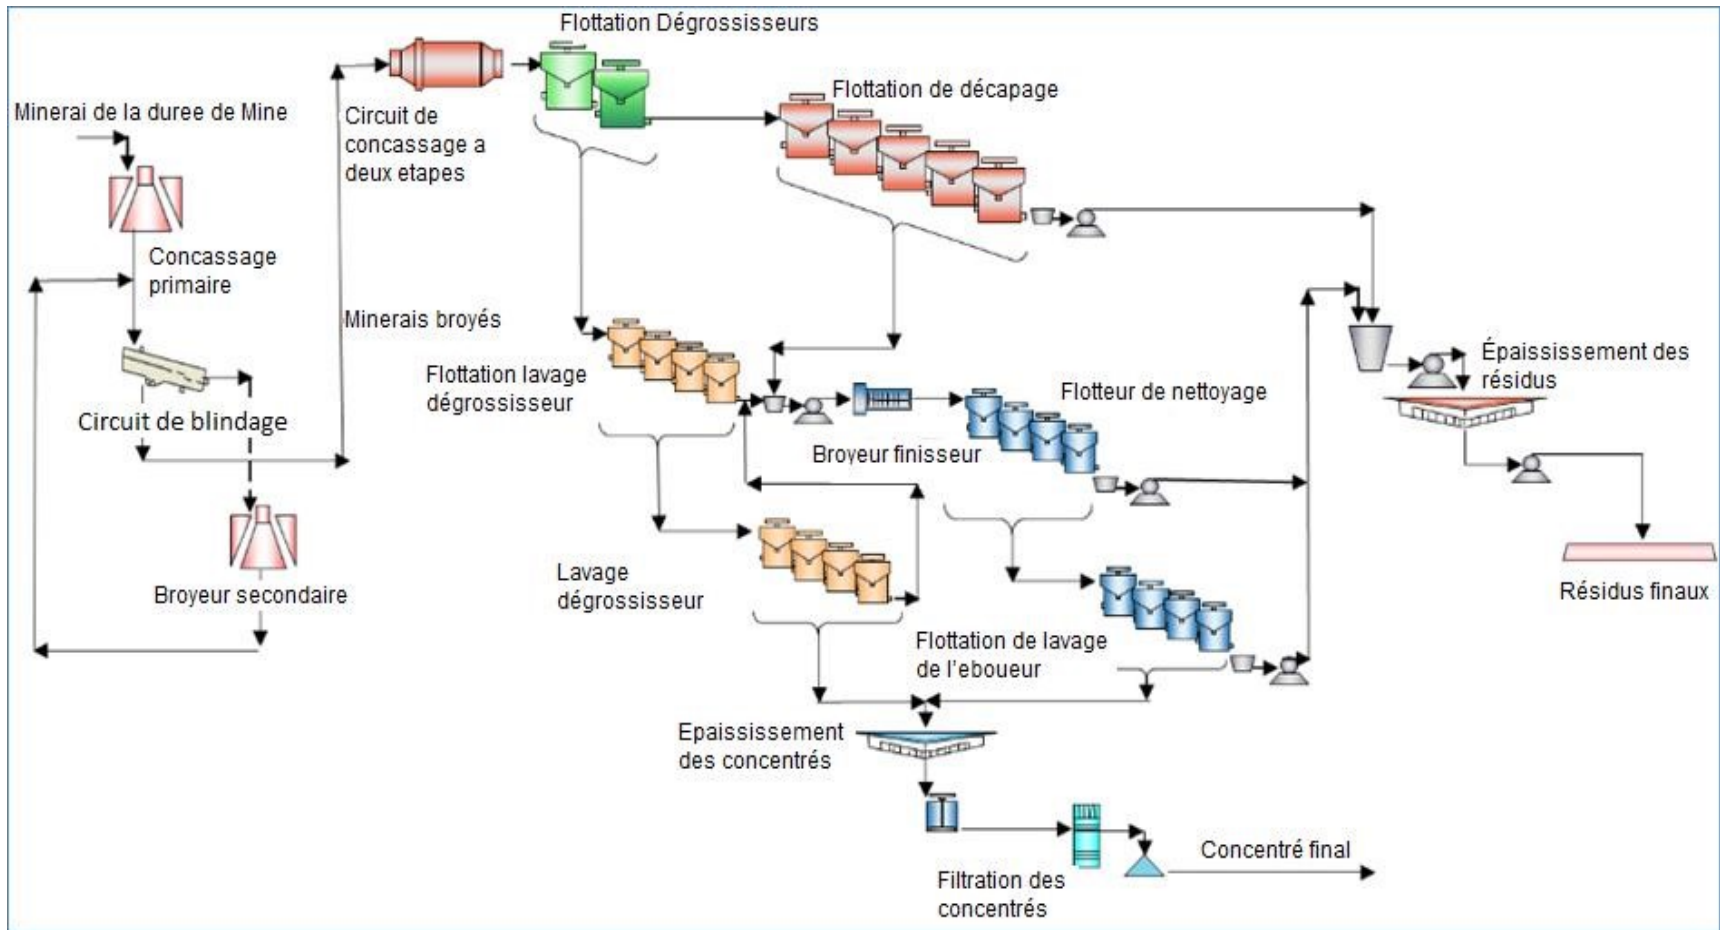 Flottation Dégrossisseurs
Minerai de la duree de Mine
Circuit de
concassage a
deux etapes
Flottation de décapage
Concassage
primaire
Minerais broyés
Circuit de blindage
Flottation lavage
dégrossisseur
Flotteur de nettoyage
Épaississement des
résidus
Broyeur finisseur
Broyeur secondaire
Lavage
dégrossisseur
Résidus finaux
Flottation de lavage
de l'eboueur
Epaississement
des concentrés
Concentré final
Filtration des
concentrés